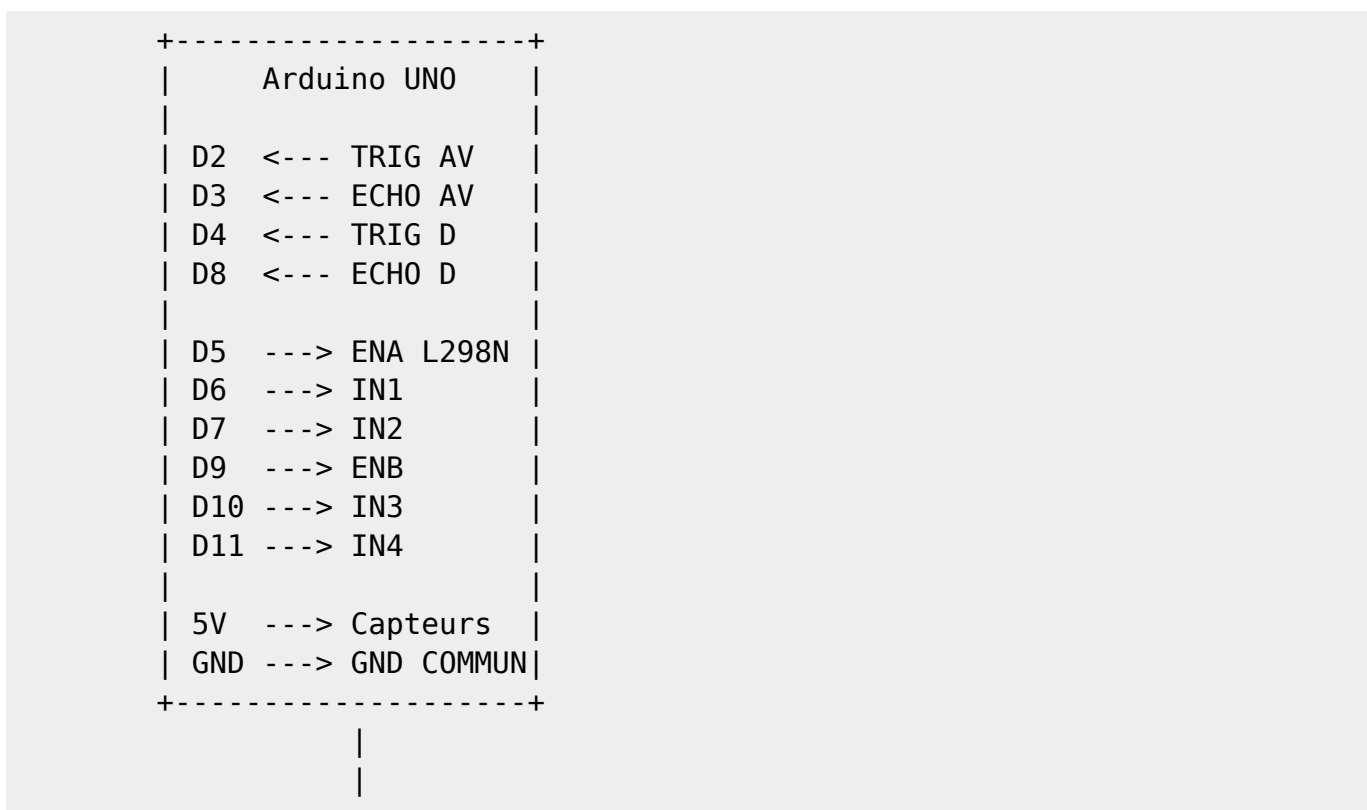 +--------------------+
|     Arduino UNO    |
|                    |
| D2  <--- TRIG AV   |
| D3  <--- ECHO AV   |
| D4  <--- TRIG D    |
| D8  <--- ECHO D    |
|                    |
| D5  ---> ENA L298N |
| D6  ---> IN1       |
| D7  ---> IN2       |
| D9  ---> ENB       |
| D10 ---> IN3       |
| D11 ---> IN4       |
|                    |
| 5V  ---> Capteurs  |
| GND ---> GND COMMUN|
+--------------------+
           |
           |